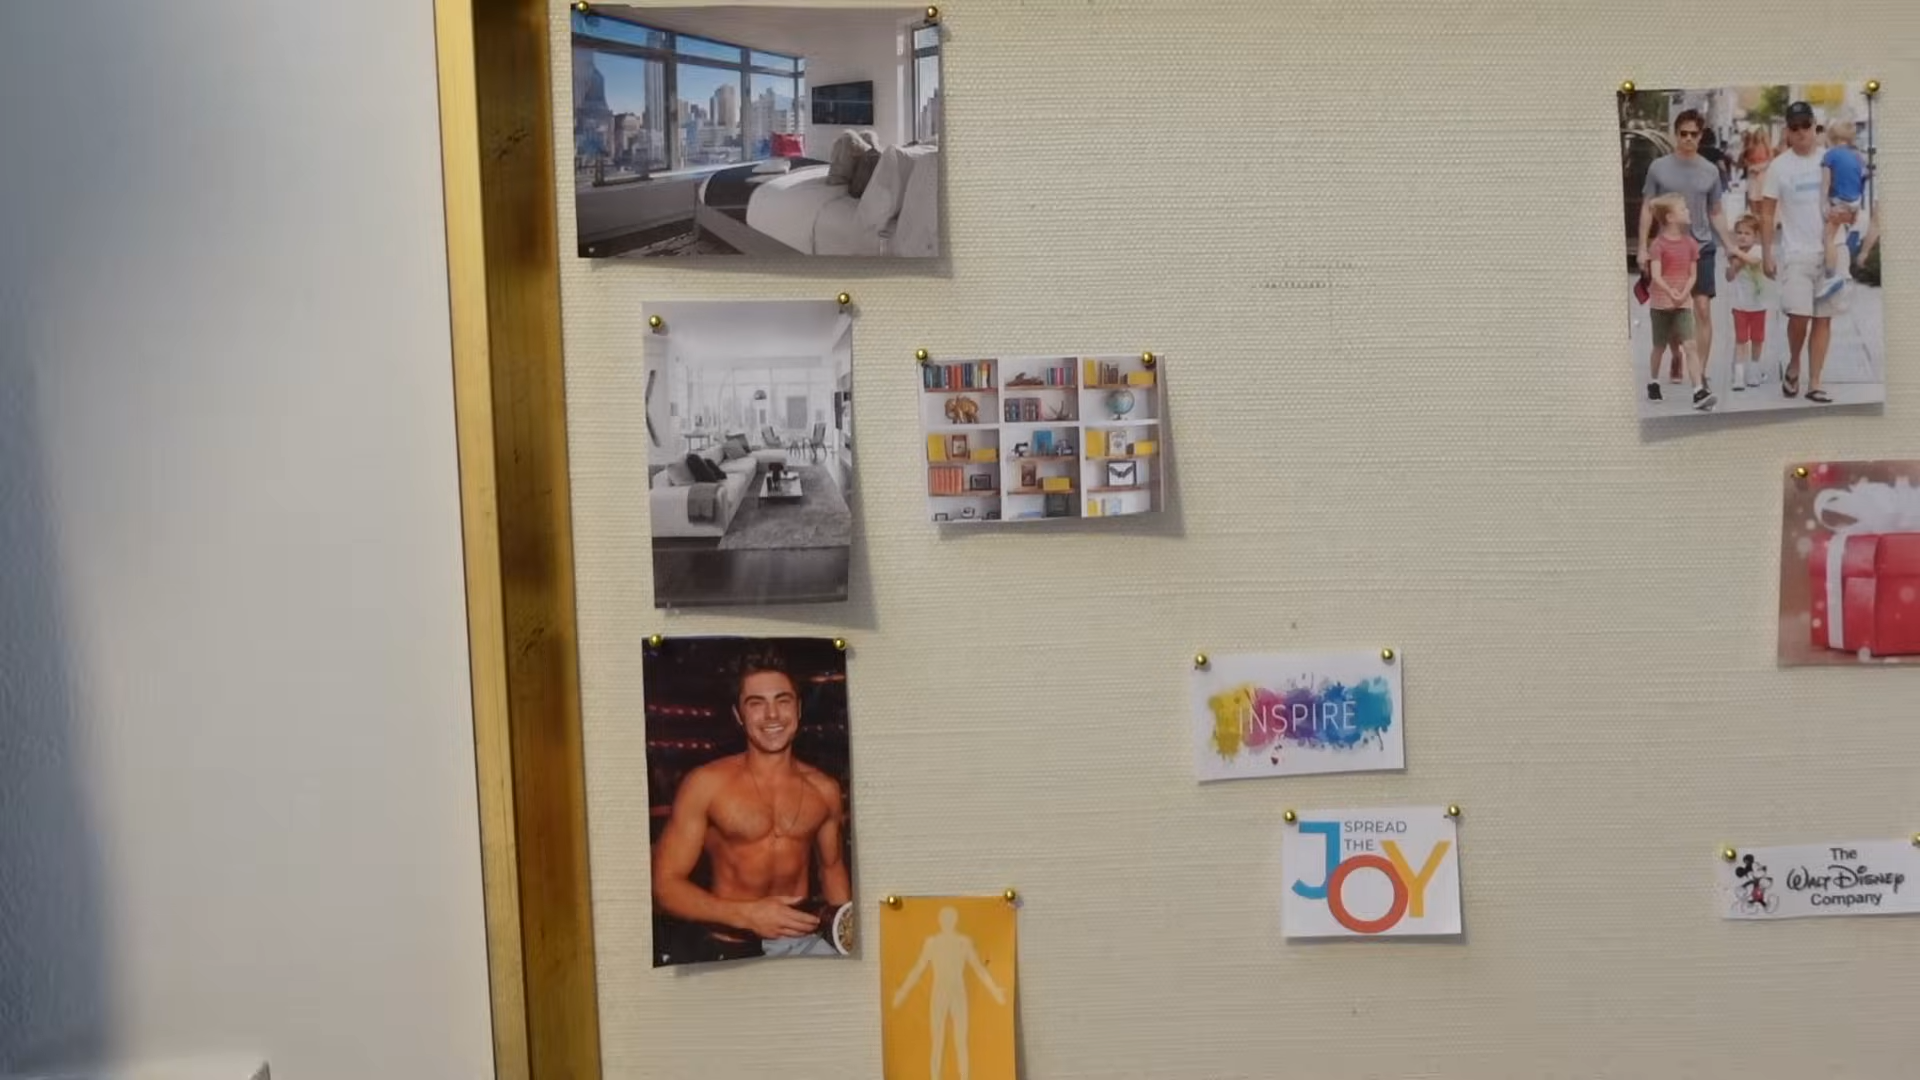 INSPIRE
SPREAD
THE
JOY
The
WALT DISNEY
Company